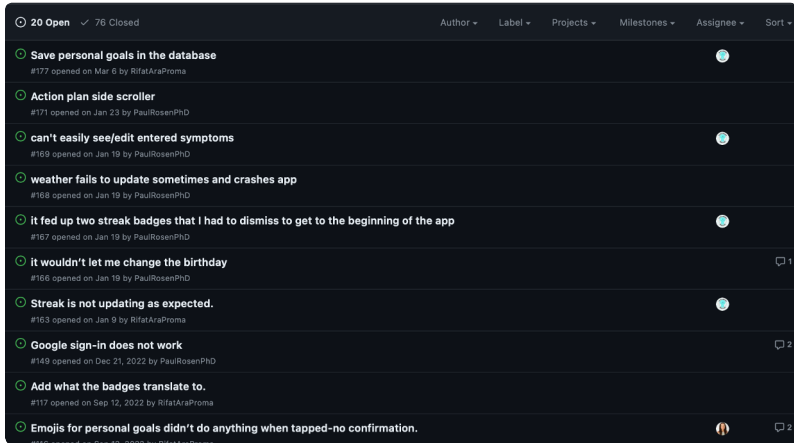 20 Open 76 Closed Author Label Projects Milestones Assignee Sort
Save personal goals in the database
#177 opened on Mar 6 by RifatAraProma
Action plan side scroller
#171 opened on Jan 23 by PaulRosenPhD
can't easily see/edit entered symptoms
#169 opened on Jan 19 by PaulRosenPhD
weather fails to update sometimes and crashes app
#168 opened on Jan 19 by PaulRosenPhD
it fed up two streak badges that I had to dismiss to get to the beginning of the app
#167 opened on Jan 19 by PaulRosenPhD
it wouldn’t let me change the birthday 1
#166 opened on Jan 19 by PaulRosenPhD
Streak is not updating as expected.
#163 opened on Jan 9 by RifatAraProma
Google sign-in does not work 2
#149 opened on Dec 21, 2022 by PaulRosenPhD
Add what the badges translate to.
#117 opened on Sep 12, 2022 by RifatAraProma
Emojis for personal goals didn’t do anything when tapped-no confirmation. 2